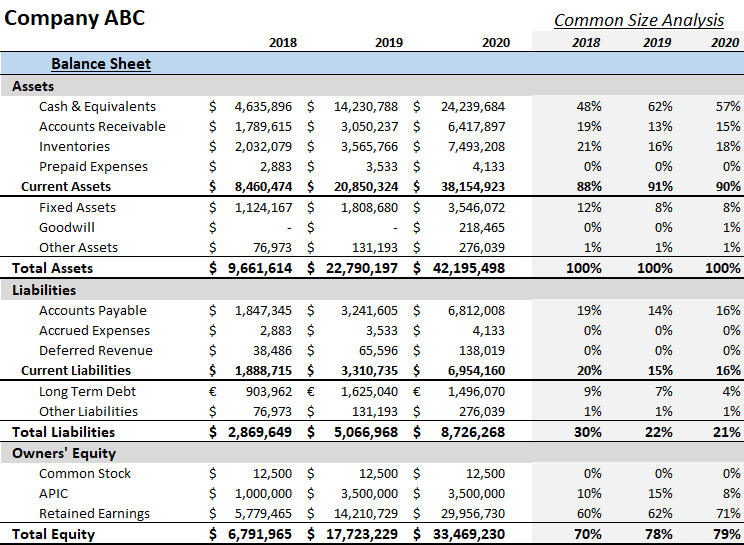 Company ABC Common Size Analysis
2018 2019 2020 2018 2019 2020
Balance Sheet
Assets
Cash & Equivalents $ 4,635,896 $ 14,230,788 $ 24,239,684 48% 62% 57%
Accounts Receivable $ 1,789,615 $ 3,050,237 $ 6,417,897 19% 13% 15%
Inventories $ 2,032,079 $ 3,565,766 $ 7,493,208 21% 16% 18%
Prepaid Expenses $ 2,883 $ 3,533 $ 4,133 0% 0% 0%
Current Assets $ 8,460,474 $ 20,850,324 $ 38,154,923 88% 91% 90%
Fixed Assets $ 1,124,167 $ 1,808,680 $ 3,546,072 12% 8% 8%
Goodwill $ - $ - $ 218,465 0% 0% 1%
Other Assets $ 76,973 $ 131,193 $ 276,039 1% 1% 1%
Total Assets $ 9,661,614 $ 22,790,197 $ 42,195,498 100% 100% 100%
Liabilities
Accounts Payable $ 1,847,345 $ 3,241,605 $ 6,812,008 19% 14% 16%
Accrued Expenses $ 2,883 $ 3,533 $ 4,133 0% 0% 0%
Deferred Revenue $ 38,486 $ 65,596 $ 138,019 0% 0% 0%
Current Liabilities $ 1,888,715 $ 3,310,735 $ 6,954,160 20% 15% 16%
Long Term Debt € 903,962 € 1,625,040 € 1,496,070 9% 7% 4%
Other Liabilities $ 76,973 $ 131,193 $ 276,039 1% 1% 1%
Total Liabilities $ 2,869,649 $ 5,066,968 $ 8,726,268 30% 22% 21%
Owners' Equity
Common Stock $ 12,500 $ 12,500 $ 12,500 0% 0% 0%
APIC $ 1,000,000 $ 3,500,000 $ 3,500,000 10% 15% 8%
Retained Earnings $ 5,779,465 $ 14,210,729 $ 29,956,730 60% 62% 71%
Total Equity $ 6,791,965 $ 17,723,229 $ 33,469,230 70% 78% 79%